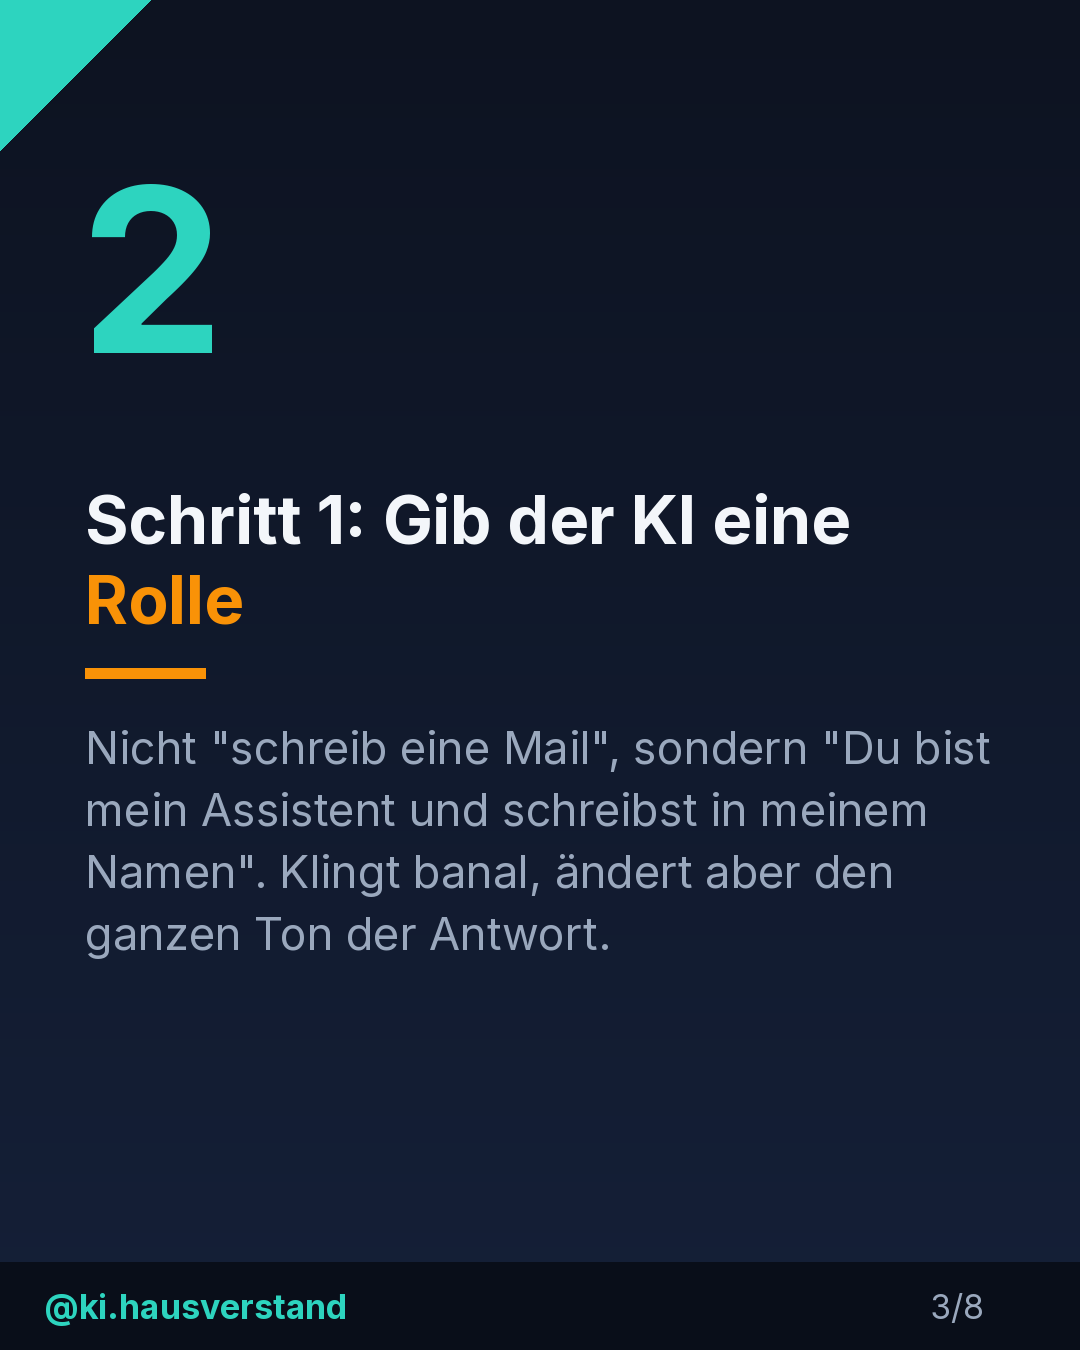 2
Schritt 1: Gib der KI eine
Rolle
Nicht "schreib eine Mail", sondern "Du bist
mein Assistent und schreibst in meinem
Namen". Klingt banal, ändert aber den
ganzen Ton der Antwort.
@ki.hausverstand
3/8